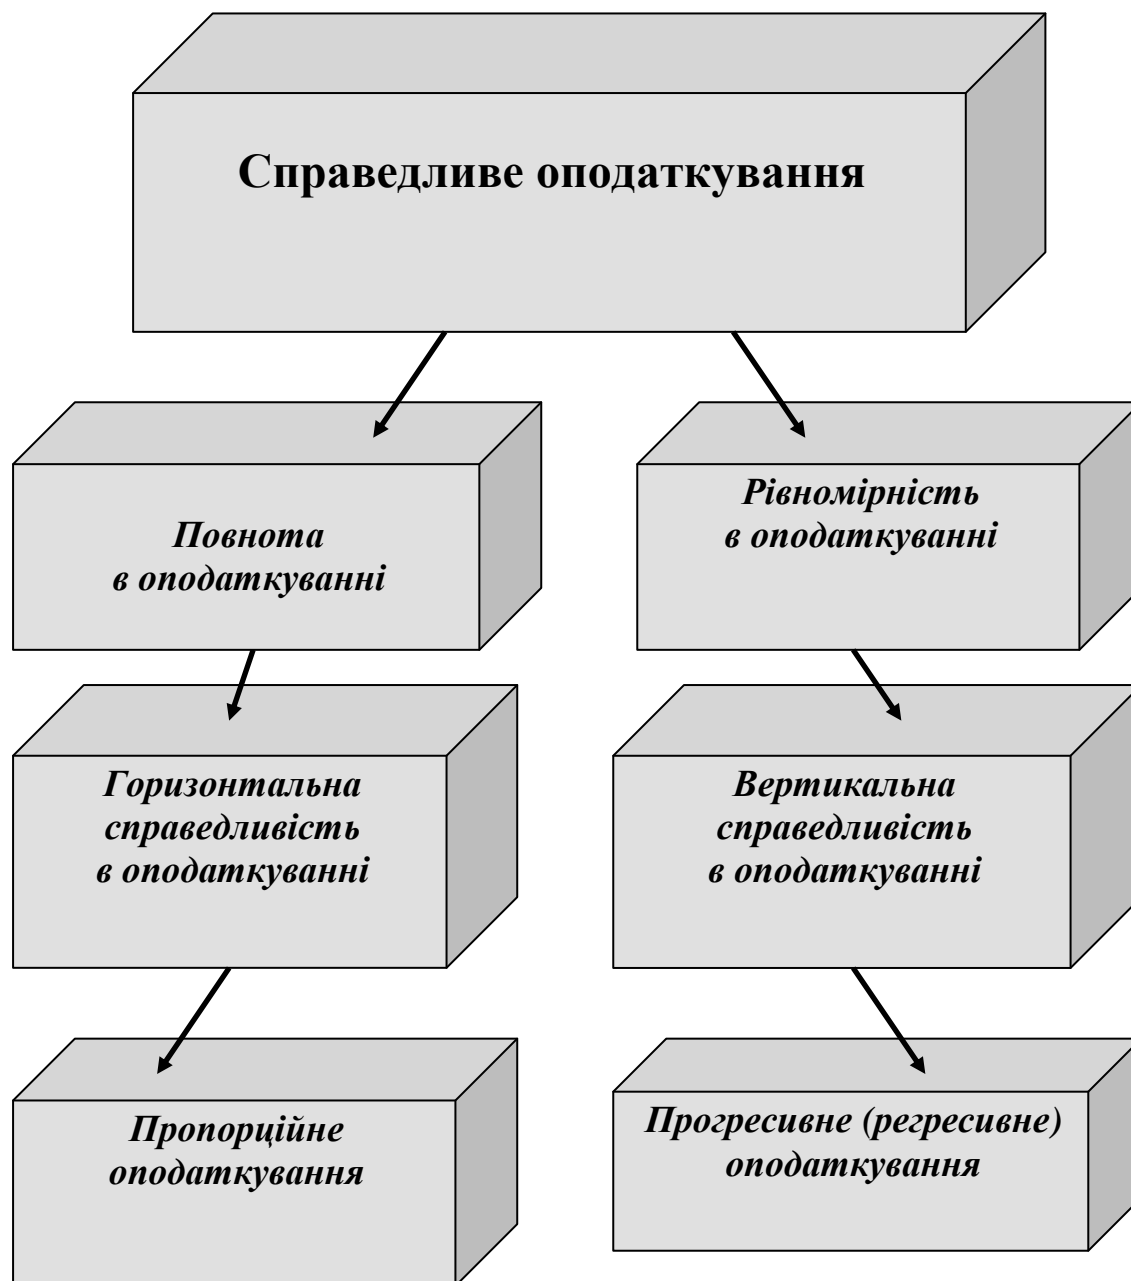 Справедливе оподаткування
Повнота
в оподаткуванні
Рівномірність
в оподаткуванні
Горизонтальна
справедливість
в оподаткуванні
Вертикальна
справедливість
в оподаткуванні
Пропорційне
оподаткування
Прогресивне (регресивне)
оподаткування